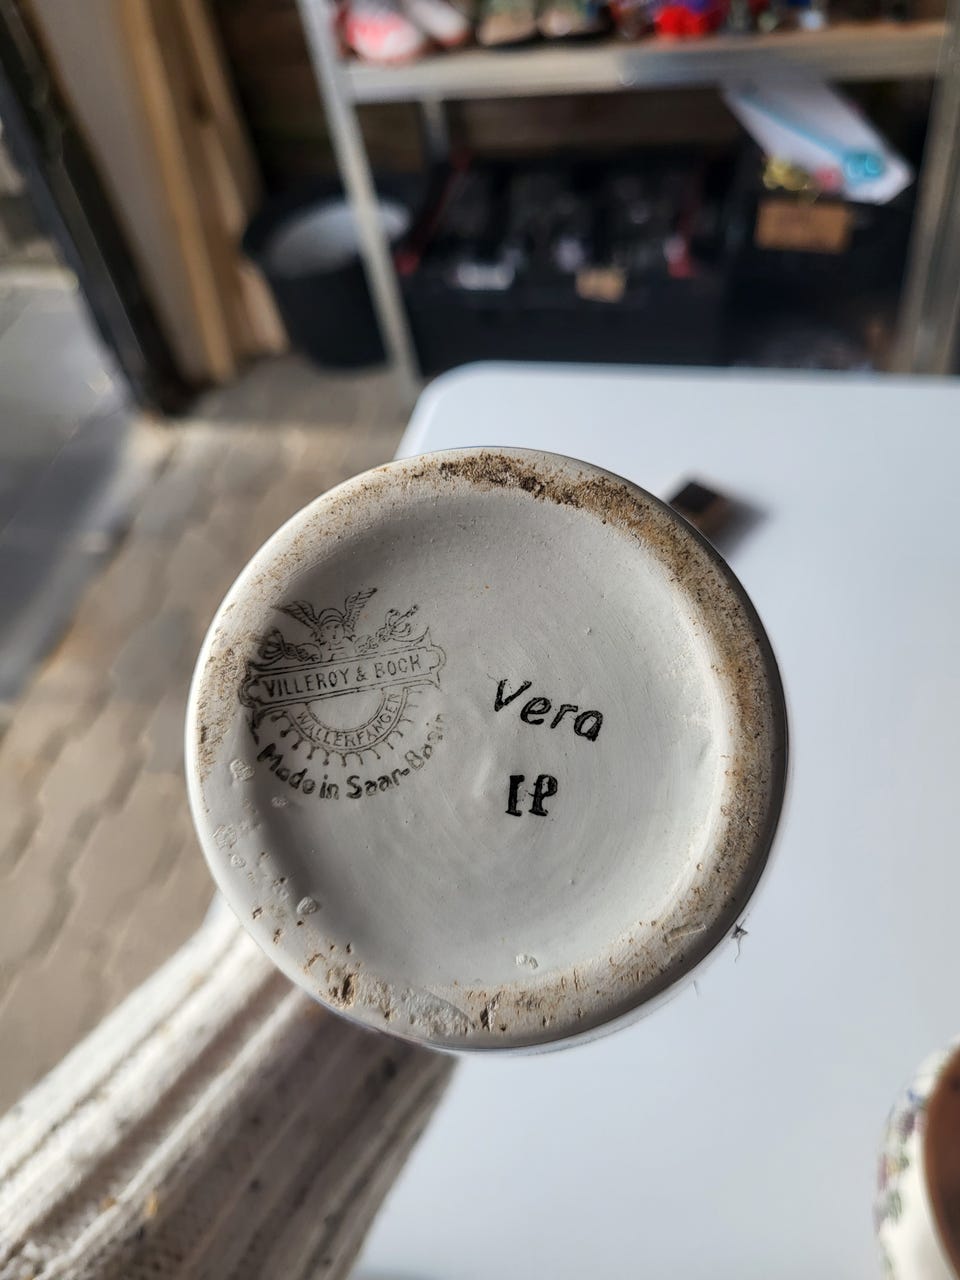 VILLEROY & BOCH
WALLERFANGEN
Made in Saar-Basin
Vera
IP